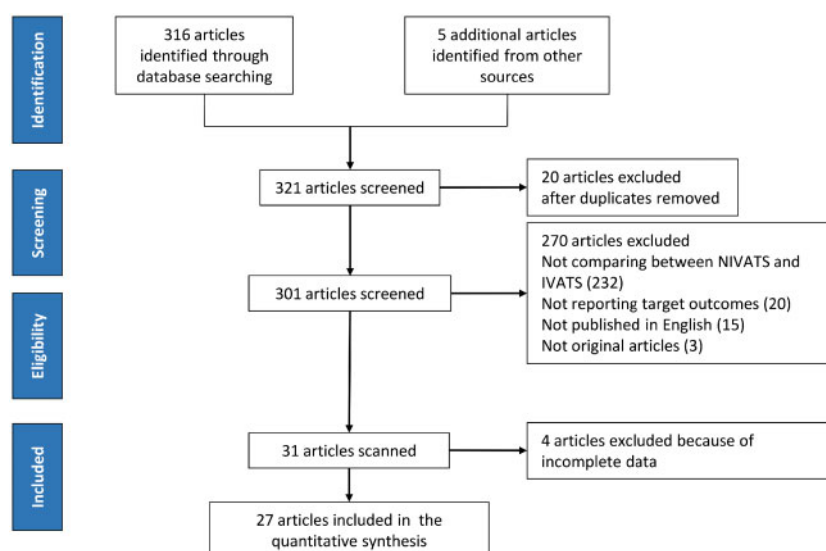 Identification
316 articles
identified through
database searching
5 additional articles
identified from other
sources
Screening
321 articles screened
20 articles excluded
after duplicates removed
301 articles screened
270 articles excluded
Not comparing between NIVATS and
IVATS (232)
Not reporting target outcomes (20)
Not published in English (15)
Not original articles (3)
Eligibility
Included
31 articles scanned
4 articles excluded because of
incomplete data
27 articles included in the
quantitative synthesis